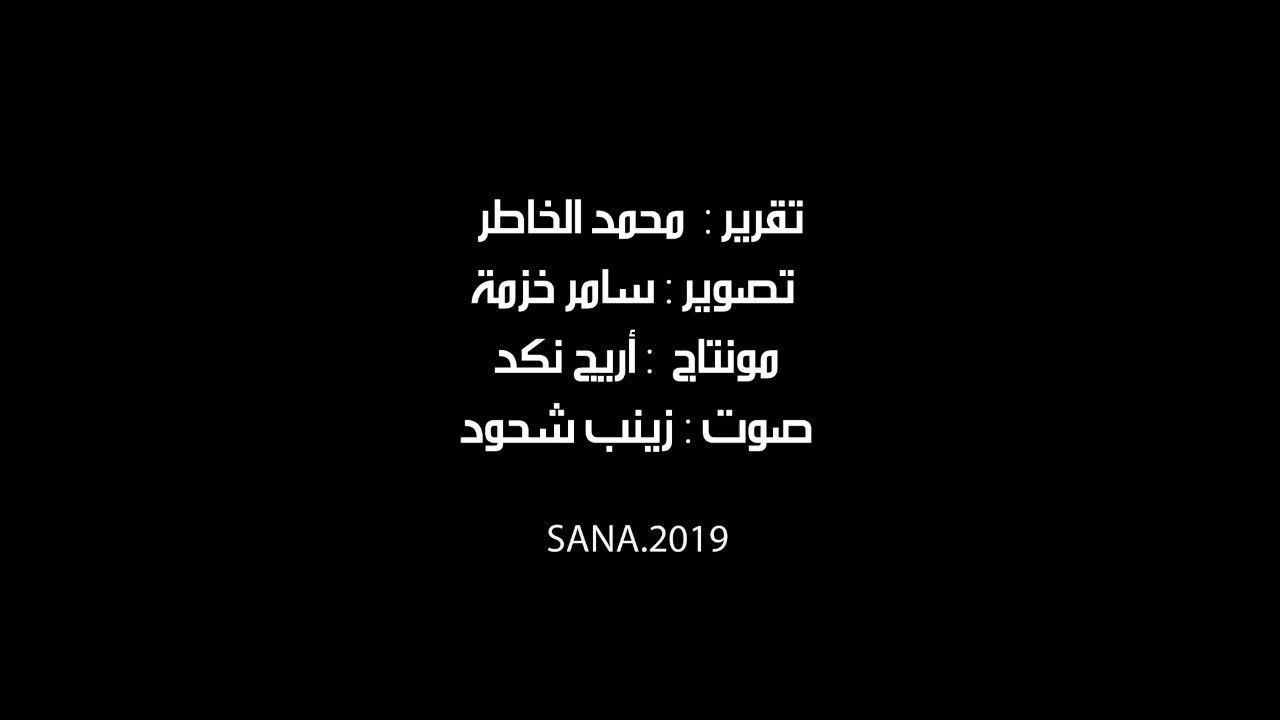 تقرير : محمد الخاطر
تصوير : سامر خزمة
مونتاج : أريج نكد
صوت : زينب شحود
SANA.2019